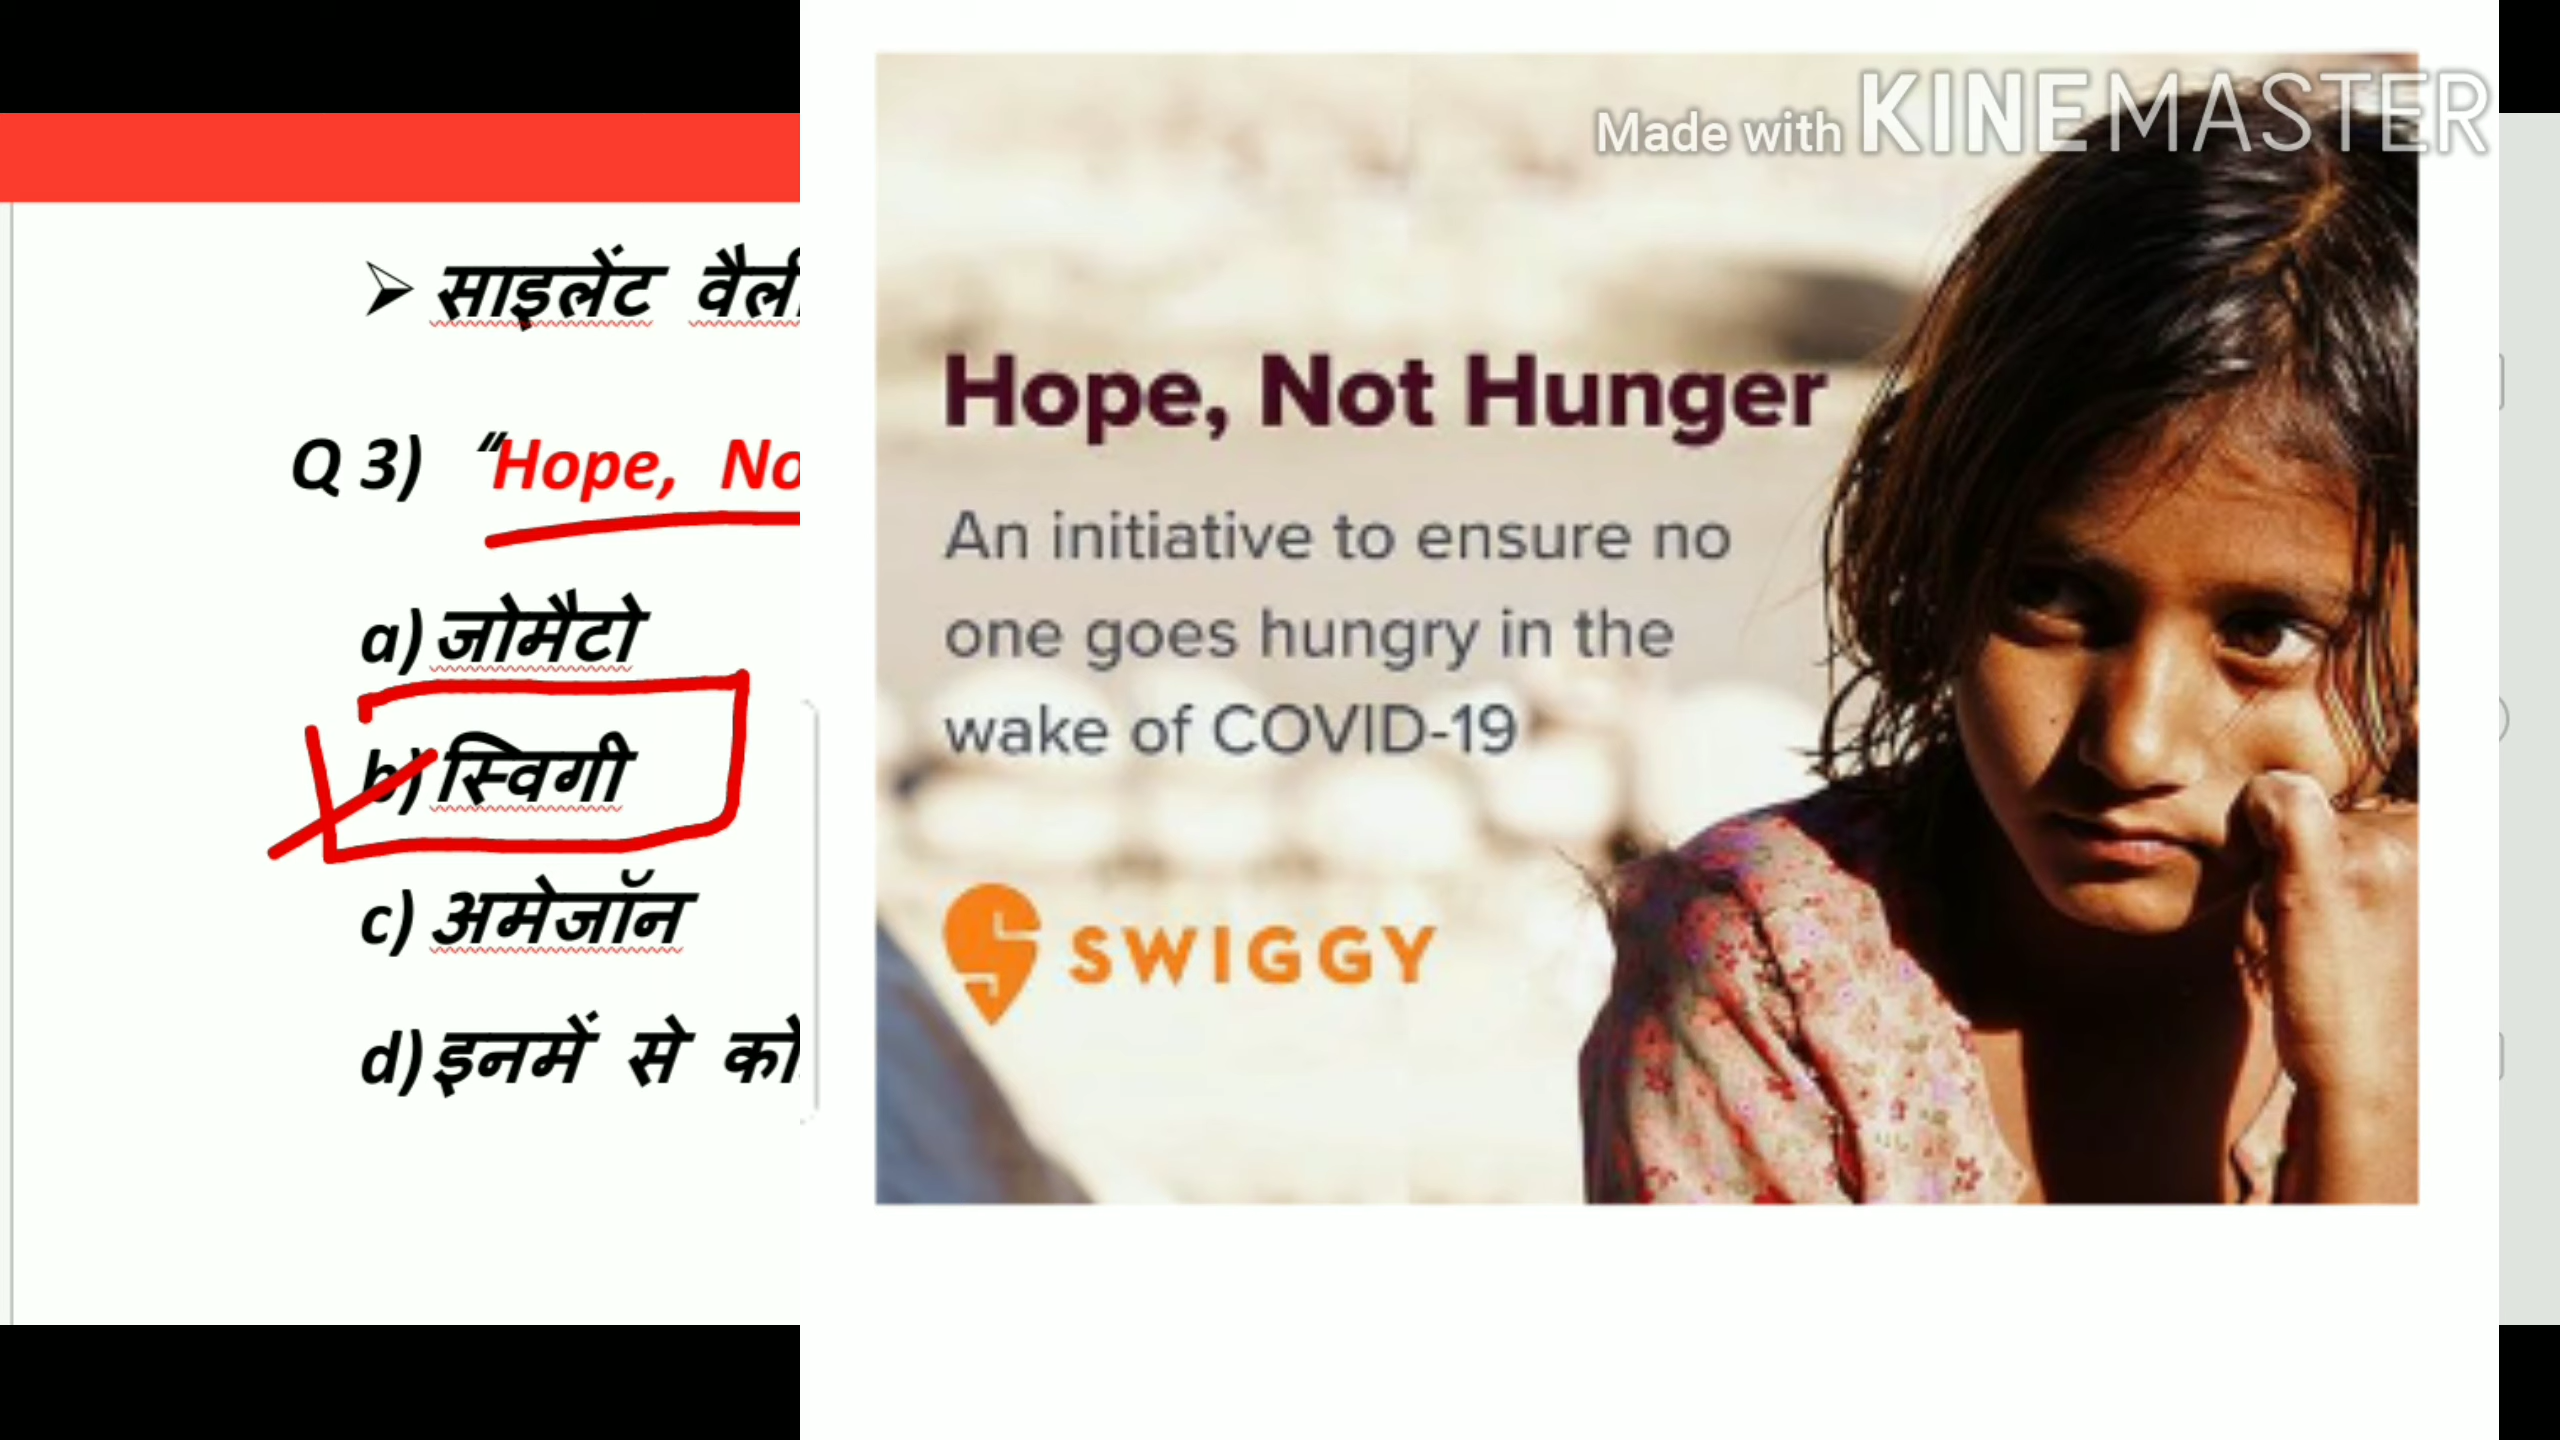 ➢ साइलेंट
Q 3) "Hope,
a) जोमैटो
b) स्विगी
c) अमेजॉन
d) इनमें से
Made with KINEMASTER
Hope, Not Hunger
An initiative to ensure no
one goes hungry in the
wake of COVID-19
SWIGGY